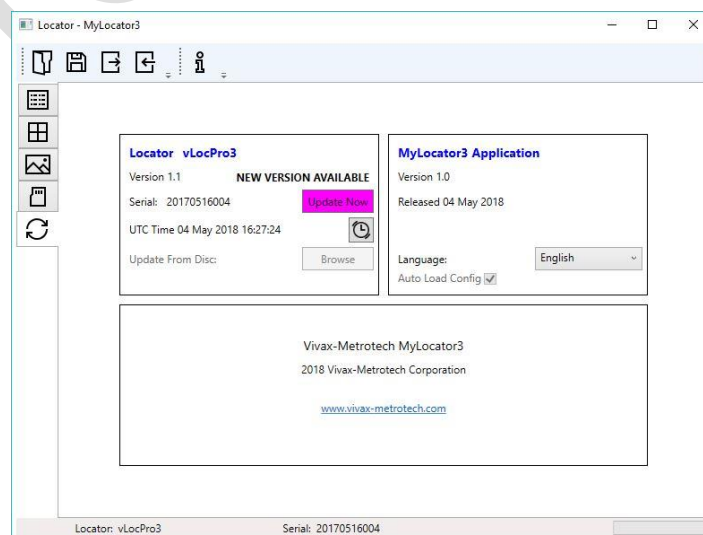 Locator - MyLocator3
Locator vLocPro3
Version 1.1 NEW VERSION AVAILABLE
Serial: 20170516004 Update Now
UTC Time 04 May 2018 16:27:24
Update From Disc: Browse
MyLocator3 Application
Version 1.0
Released 04 May 2018
Language: English
Auto Load Config
Vivax-Metrotech MyLocator3
2018 Vivax-Metrotech Corporation
www.vivax-metrotech.com
Locator: vLocPro3 Serial: 20170516004